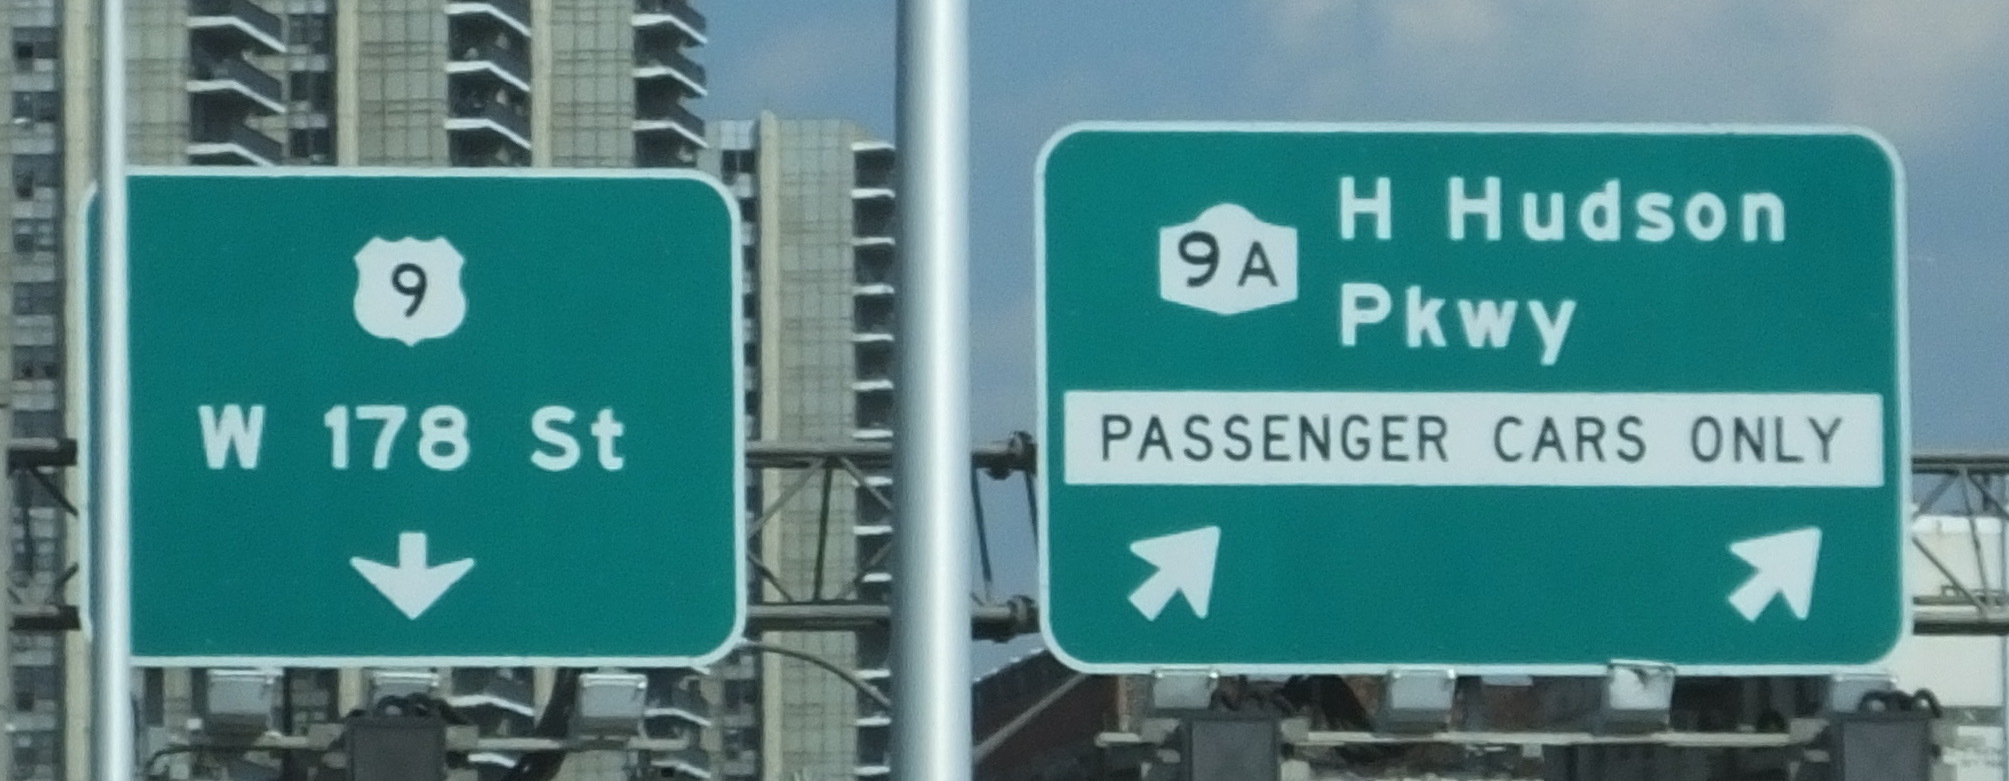 9
W 178 St
9A
H Hudson
Pkwy
PASSENGER CARS ONLY